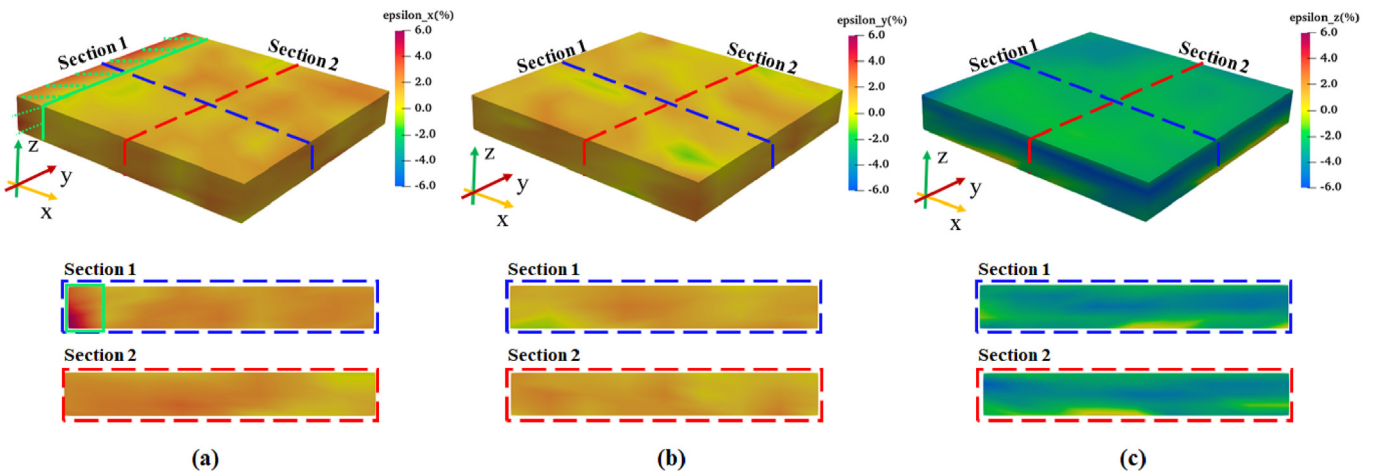 epsilon_x(%)
6.0
4.0
2.0
0.0
-2.0
-4.0
-6.0
Section 1
Section 2
z
y
x
Section 1
Section 2
(a)
epsilon_y(%)
6.0
4.0
2.0
0.0
-2.0
-4.0
-6.0
Section 1
Section 2
z
y
x
Section 1
Section 2
(b)
epsilon_z(%)
6.0
4.0
2.0
0.0
-2.0
-4.0
-6.0
Section 1
Section 2
z
y
x
Section 1
Section 2
(c)